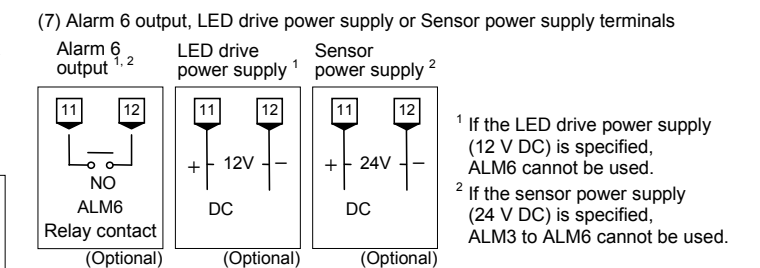 (7) Alarm 6 output, LED drive power supply or Sensor power supply terminals
Alarm 6
output 1, 2
LED drive
power supply 1
Sensor
power supply 2
11 12
NO
ALM6
Relay contact
(Optional)
11 12
+ 12V −
DC
(Optional)
11 12
+ 24V −
DC
(Optional)
1 If the LED drive power supply
(12 V DC) is specified,
ALM6 cannot be used.
2 If the sensor power supply
(24 V DC) is specified,
ALM3 to ALM6 cannot be used.